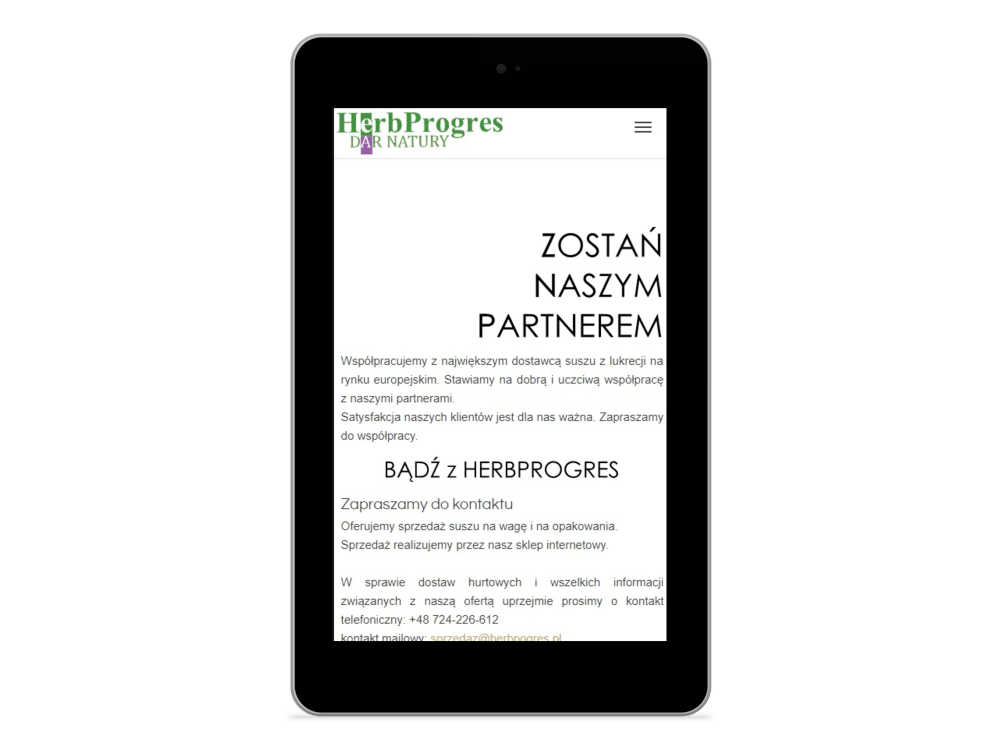 HerbProgres
DAR NATURY
ZOSTAŃ
NASZYM
PARTNEREM
Współpracujemy z największym dostawcą suszu z lukrecji na
rynku europejskim. Stawiamy na dobrą i uczciwą współpracę
z naszymi partnerami.
Satysfakcja naszych klientów jest dla nas ważna. Zapraszamy
do współpracy.
BĄDŹ z HERBPROGRES
Zapraszamy do kontaktu
Oferujemy sprzedaż suszu na wagę i na opakowania.
Sprzedaż realizujemy przez nasz sklep internetowy.
W sprawie dostaw hurtowych i wszelkich informacji
związanych z naszą ofertą uprzejmie prosimy o kontakt
telefoniczny: +48 724-226-612
kontakt mailowy: sprzedaz@herbpogres.pl